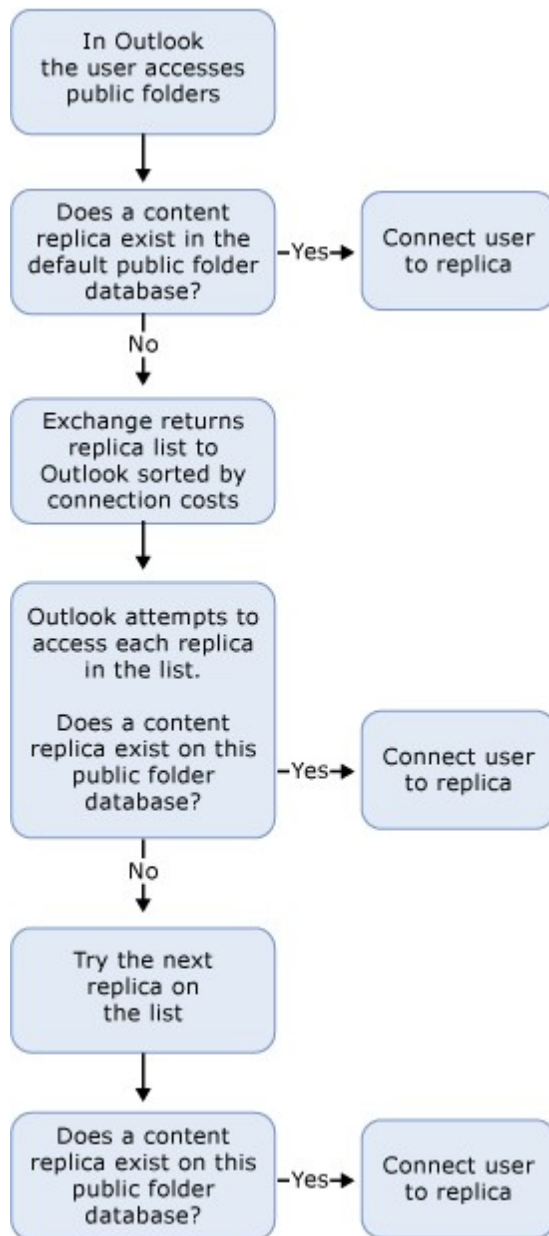 In Outlook
the user accesses
public folders
Does a content
replica exist in the
default public folder
database?
Yes
Connect user
to replica
No
Exchange returns
replica list to
Outlook sorted by
connection costs
Outlook attempts to
access each replica
in the list.
Does a content
replica exist on this
public folder
database?
Yes
Connect user
to replica
No
Try the next
replica on
the list
Does a content
replica exist on this
public folder
database?
Yes
Connect user
to replica